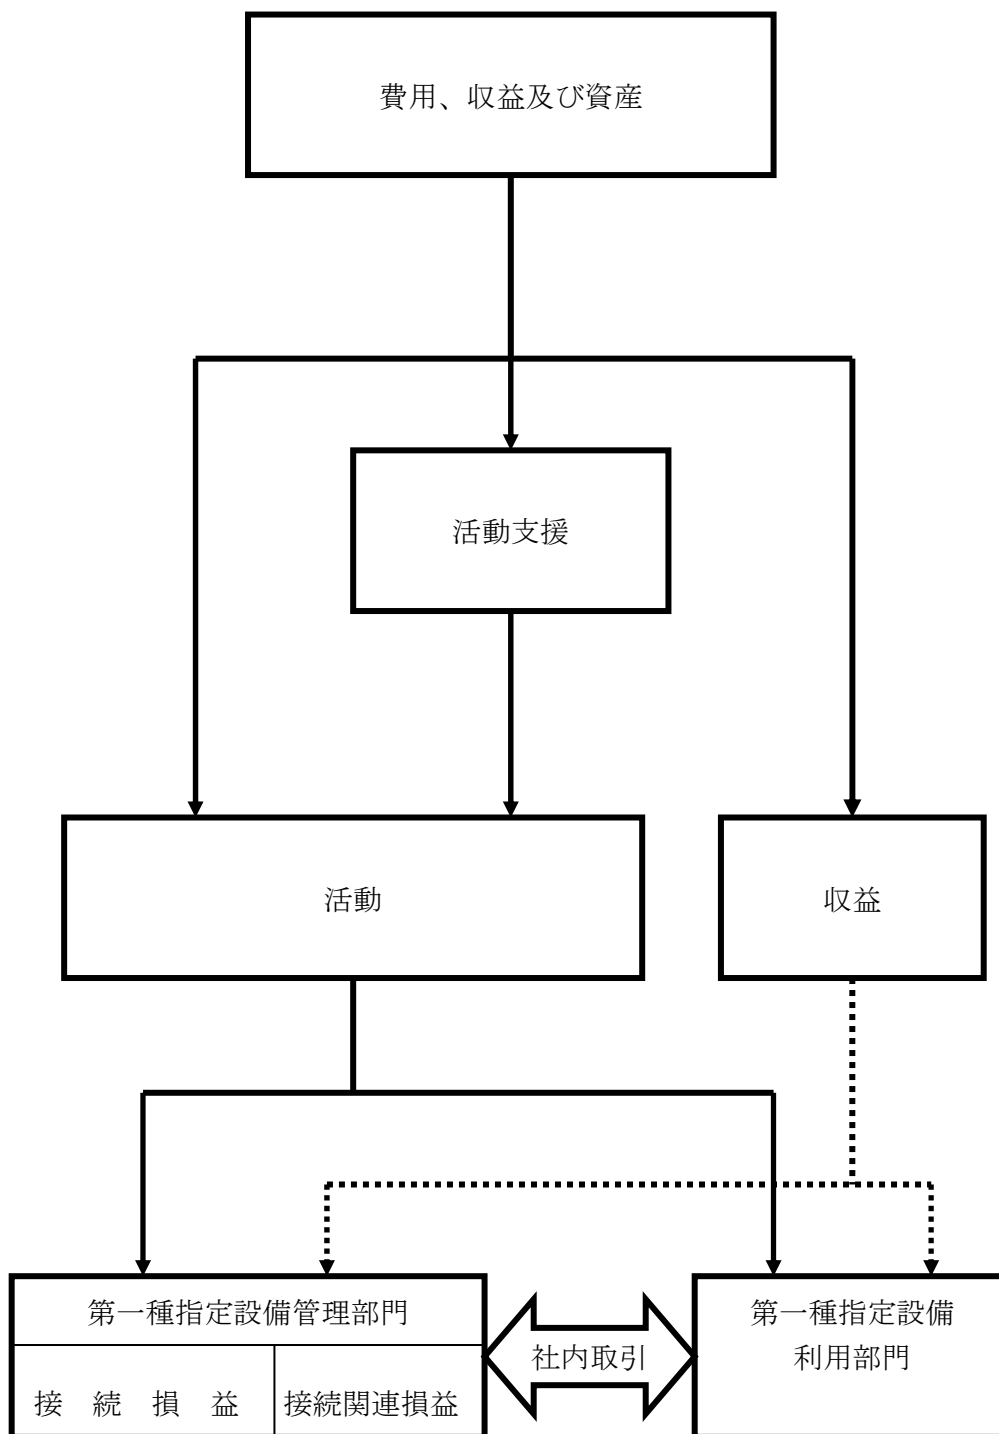 費用、収益及び資産
活動支援
活動
収益
第一種指定設備管理部門
接　続　損　益
接続関連損益
社内取引
第一種指定設備
利用部門